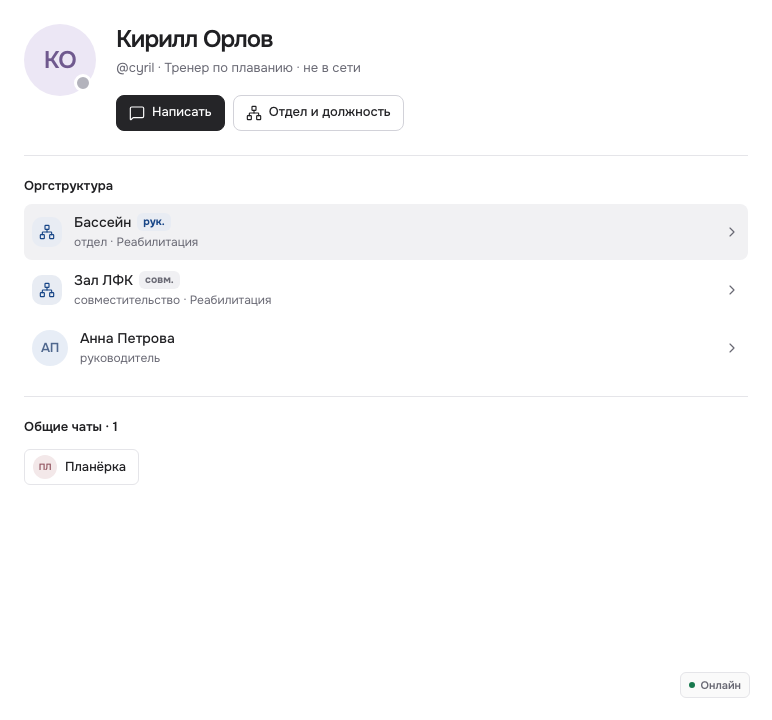 КО
Кирилл Орлов
@cyril · Тренер по плаванию · не в сети
Написать
Отдел и должность
Оргструктура
Бассейн рук.
отдел · Реабилитация
Зал ЛФК совм.
совместительство · Реабилитация
АП
Анна Петрова
руководитель
Общие чаты · 1
ПЛ Планёрка
Онлайн